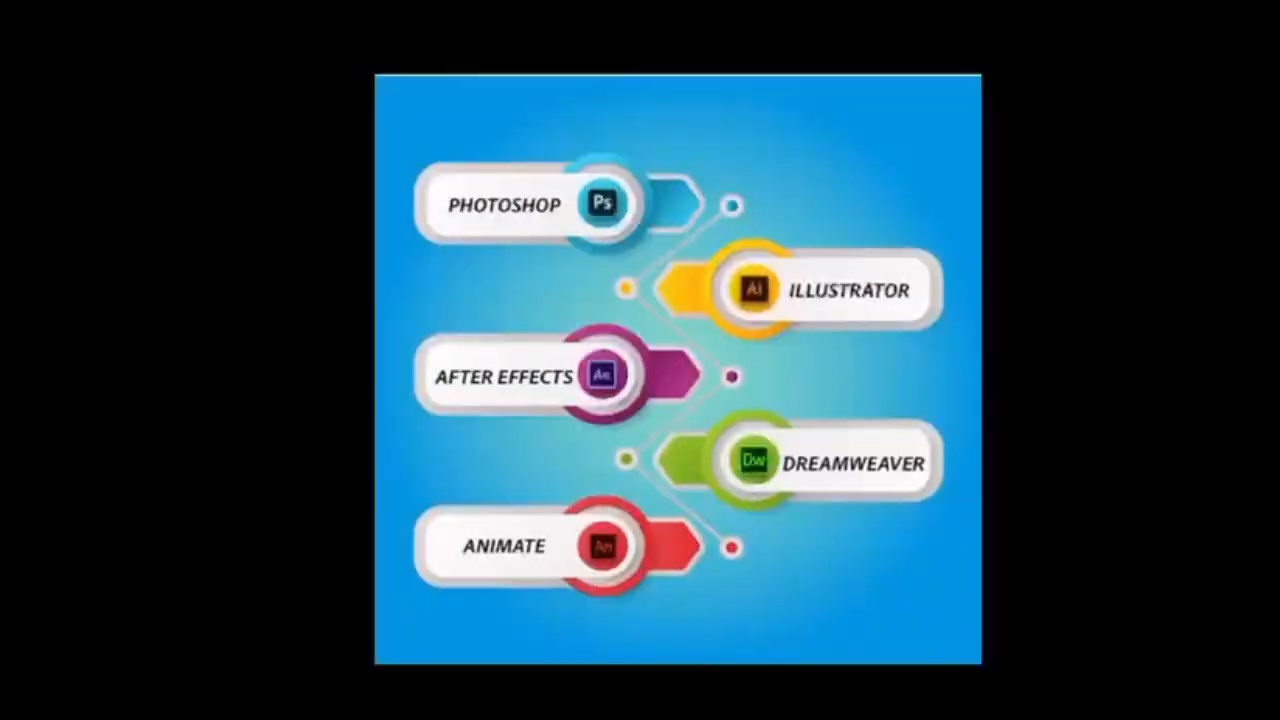 PHOTOSHOP Ps
Ai ILLUSTRATOR
AFTER EFFECTS Ae
Dw DREAMWEAVER
ANIMATE An